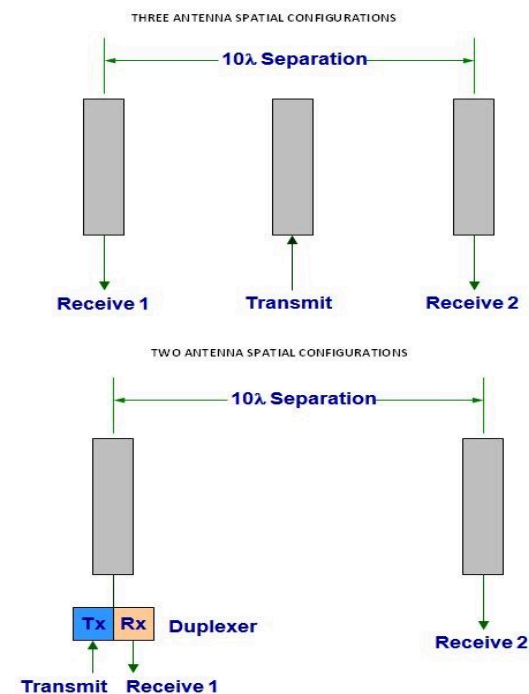 THREE ANTENNA SPATIAL CONFIGURATIONS
10λ Separation
Receive 1 Transmit Receive 2
TWO ANTENNA SPATIAL CONFIGURATIONS
10λ Separation
Tx Rx Duplexer
Receive 2
Transmit Receive 1